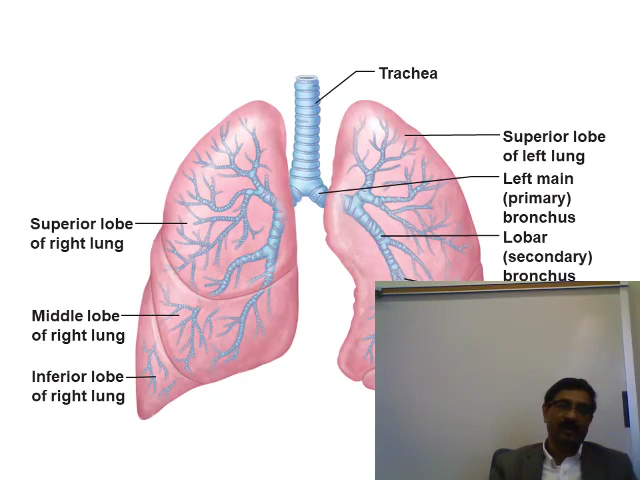 Trachea
Superior lobe
of left lung
Left main
(primary)
bronchus
Lobar
(secondary)
bronchus
Superior lobe
of right lung
Middle lobe
of right lung
Inferior lobe
of right lung